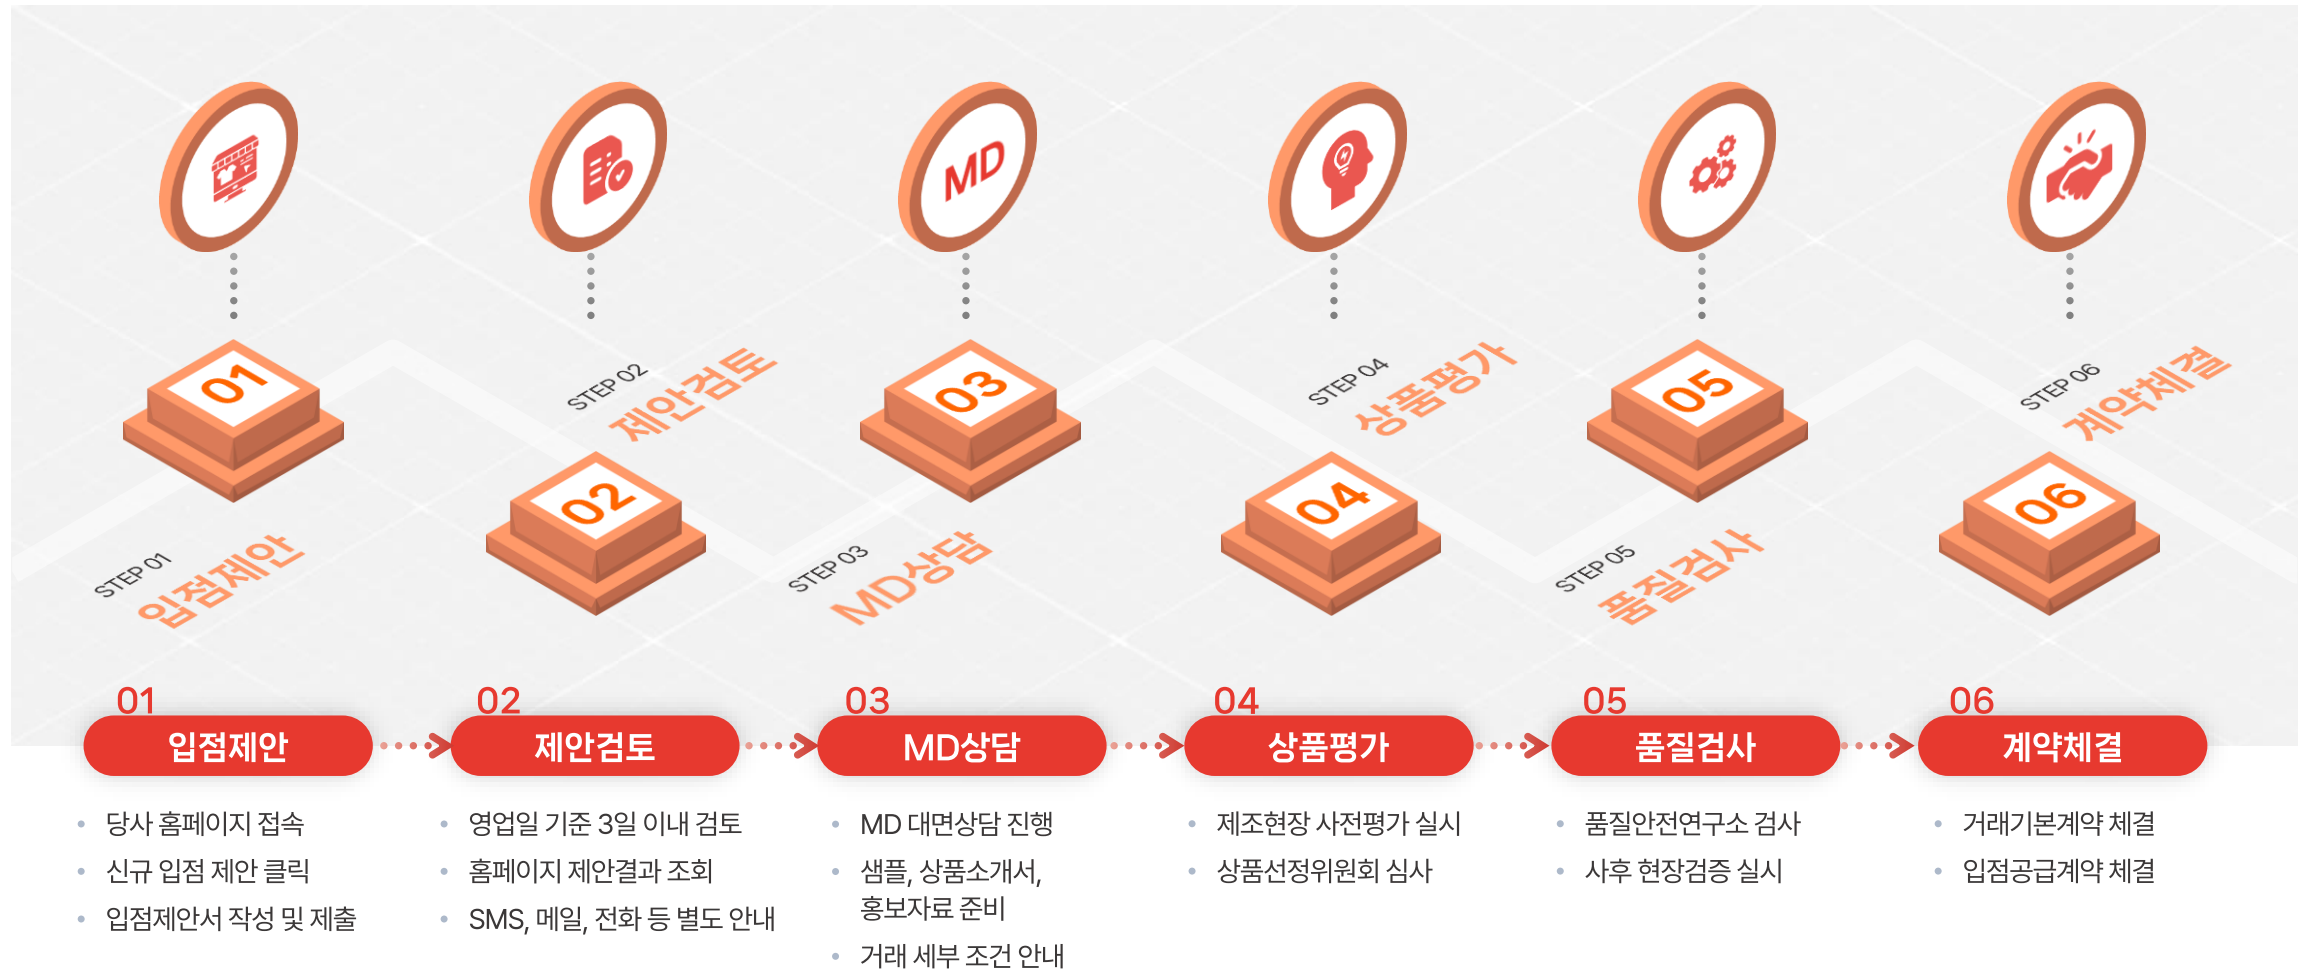 MD
01
STEP 01
입점제안
02
STEP 02
제안검토
03
STEP 03
MD상담
04
STEP 04
상품평가
05
STEP 05
품질검사
06
STEP 06
계약체결
01
입점제안
• 당사 홈페이지 접속
• 신규 입점 제안 클릭
• 입점제안서 작성 및 제출
02
제안검토
• 영업일 기준 3일 이내 검토
• 홈페이지 제안결과 조회
• SMS, 메일, 전화 등 별도 안내
03
MD상담
• MD 대면상담 진행
• 샘플, 상품소개서,
홍보자료 준비
• 거래 세부 조건 안내
04
상품평가
• 제조현장 사전평가 실시
• 상품선정위원회 심사
05
품질검사
• 품질안전연구소 검사
• 사후 현장검증 실시
06
계약체결
• 거래기본계약 체결
• 입점공급계약 체결